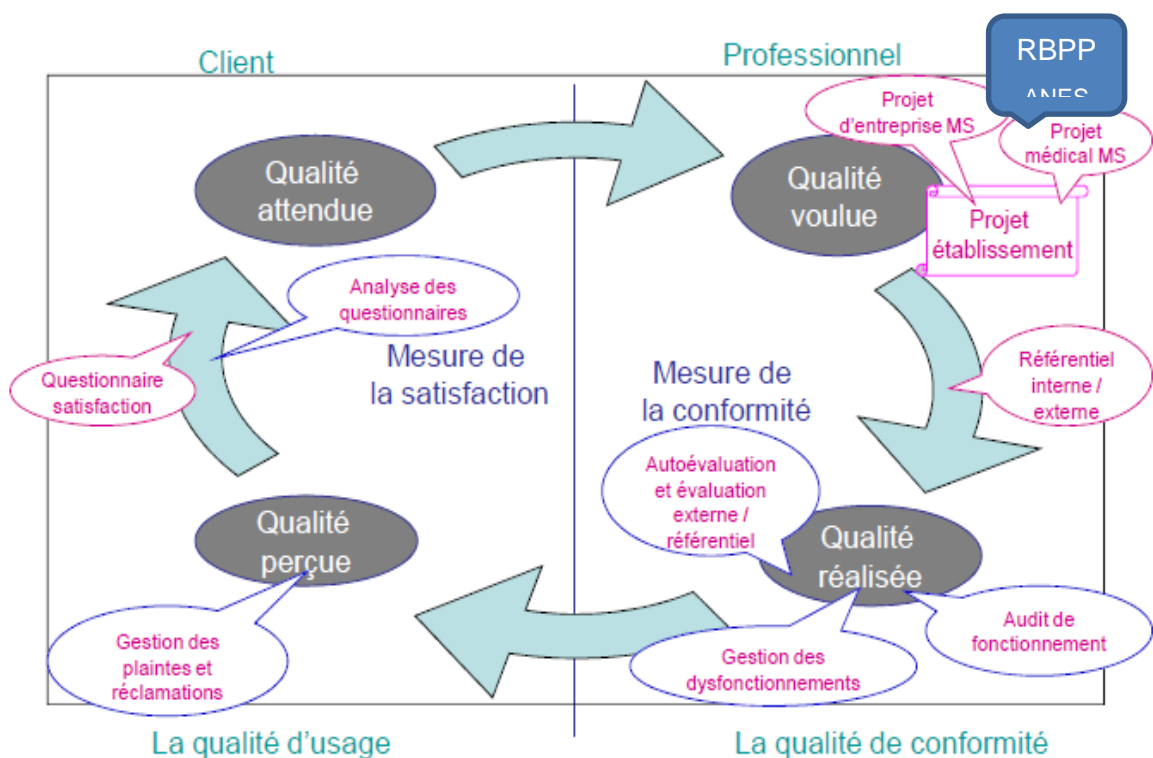 Client
Professionnel
RBPP
Projet
d'entreprise MS
Projet
médical MS
Qualité
attendue
Qualité
voulue
Projet
établissement
Analyse des
questionnaires
Mesure de
la satisfaction
Questionnaire
satisfaction
Mesure de
la conformité
Référentiel
interne /
externe
Autoévaluation
et évaluation
externe /
référentiel
Qualité
perçue
Qualité
réalisée
Gestion des
plaintes et
réclamations
Gestion des
dysfonctionnements
Audit de
fonctionnement
La qualité d'usage
La qualité de conformité